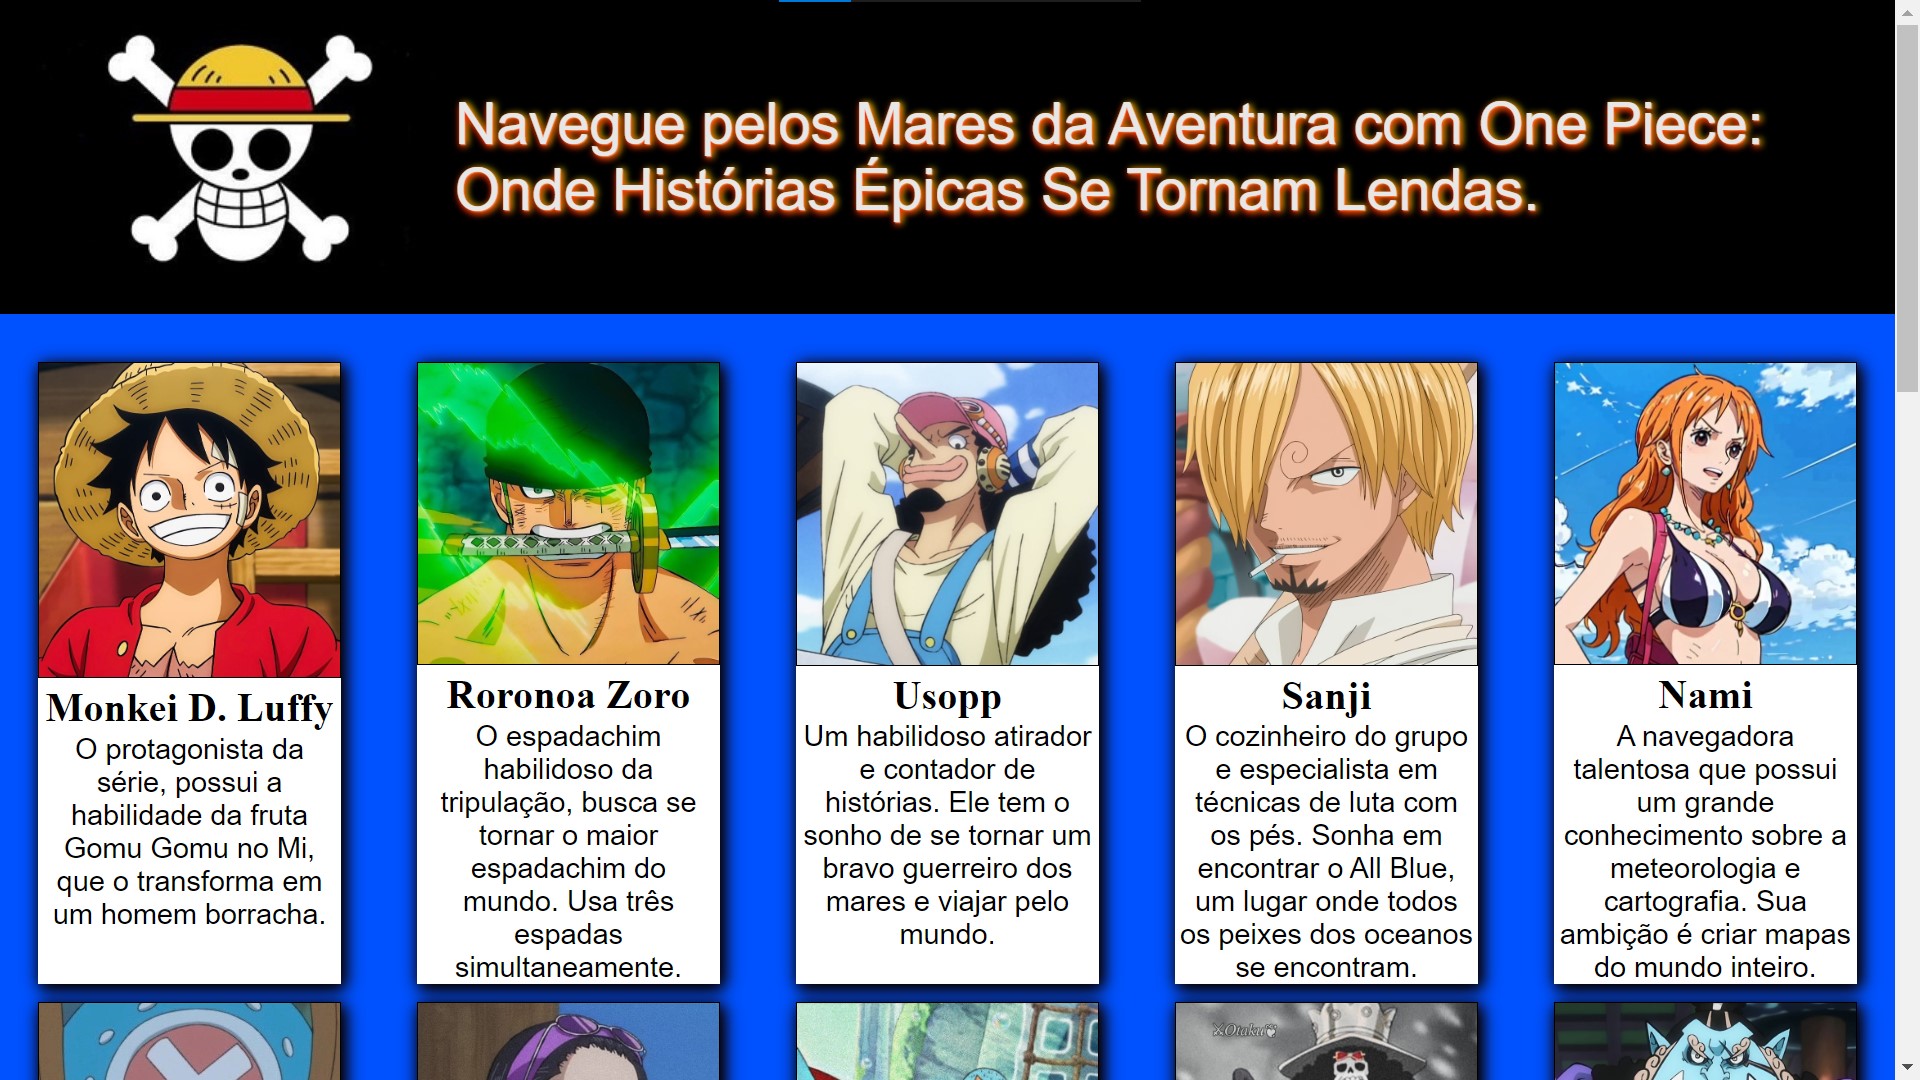 Navegue pelos Mares da Aventura com One Piece:
Onde Histórias Épicas Se Tornam Lendas.
Monkei D. Luffy
O protagonista da
série, possui a
habilidade da fruta
Gomu Gomu no Mi,
que o transforma em
um homem borracha.
Roronoa Zoro
O espadachim
habilidoso da
tripulação, busca se
tornar o maior
espadachim do
mundo. Usa três
espadas
simultaneamente.
Usopp
Um habilidoso atirador
e contador de
histórias. Ele tem o
sonho de se tornar um
bravo guerreiro dos
mares e viajar pelo
mundo.
Sanji
O cozinheiro do grupo
e especialista em
técnicas de luta com
os pés. Sonha em
encontrar o All Blue,
um lugar onde todos
os peixes dos oceanos
se encontram.
Nami
A navegadora
talentosa que possui
um grande
conhecimento sobre a
meteorologia e
cartografia. Sua
ambição é criar mapas
do mundo inteiro.
Otaku